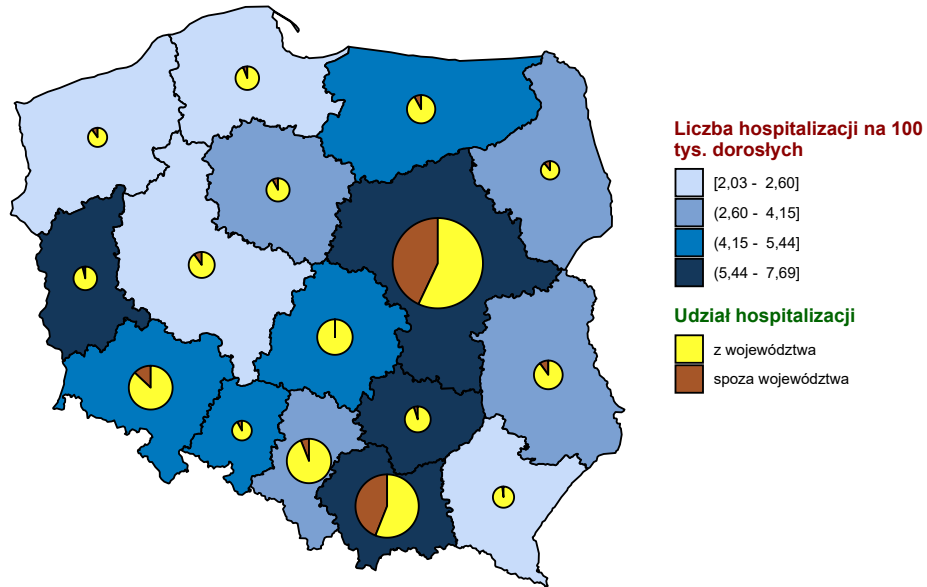 Liczba hospitalizacji na 100
tys. dorosłych
[2,03 - 2,60]
(2,60 - 4,15]
(4,15 - 5,44]
(5,44 - 7,69]
Udział hospitalizacji
z województwa
spoza województwa